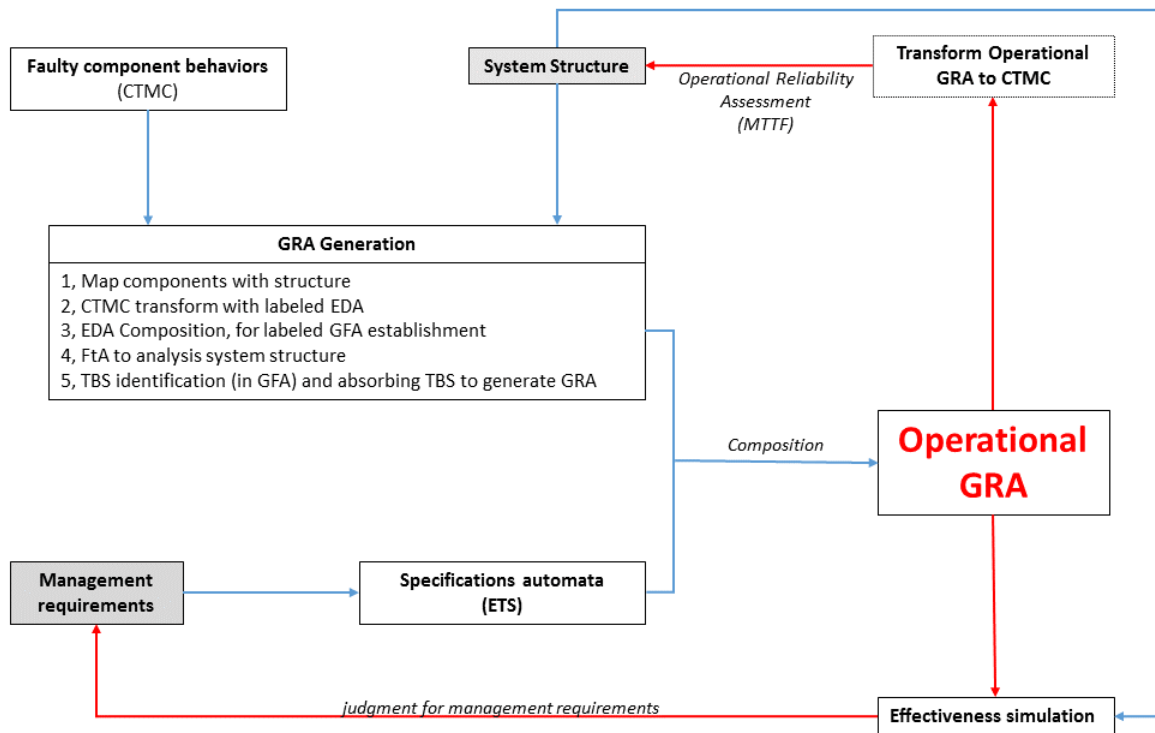 Faulty component behaviors
(CTMC)
System Structure
Operational Reliability
Assessment
(MTTF)
Transform Operational
GRA to CTMC
GRA Generation
1, Map components with structure
2, CTMC transform with labeled EDA
3, EDA Composition, for labeled GFA establishment
4, FtA to analysis system structure
5, TBS identification (in GFA) and absorbing TBS to generate GRA
Composition
Operational
GRA
Management
requirements
Specifications automata
(ETS)
judgment for management requirements
Effectiveness simulation